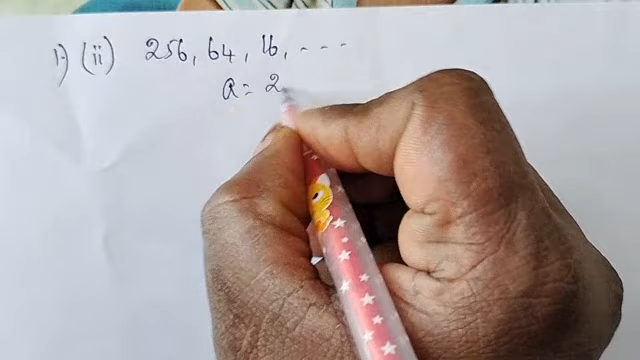 1) (ii) 256, 64, 16, ---
a = 2